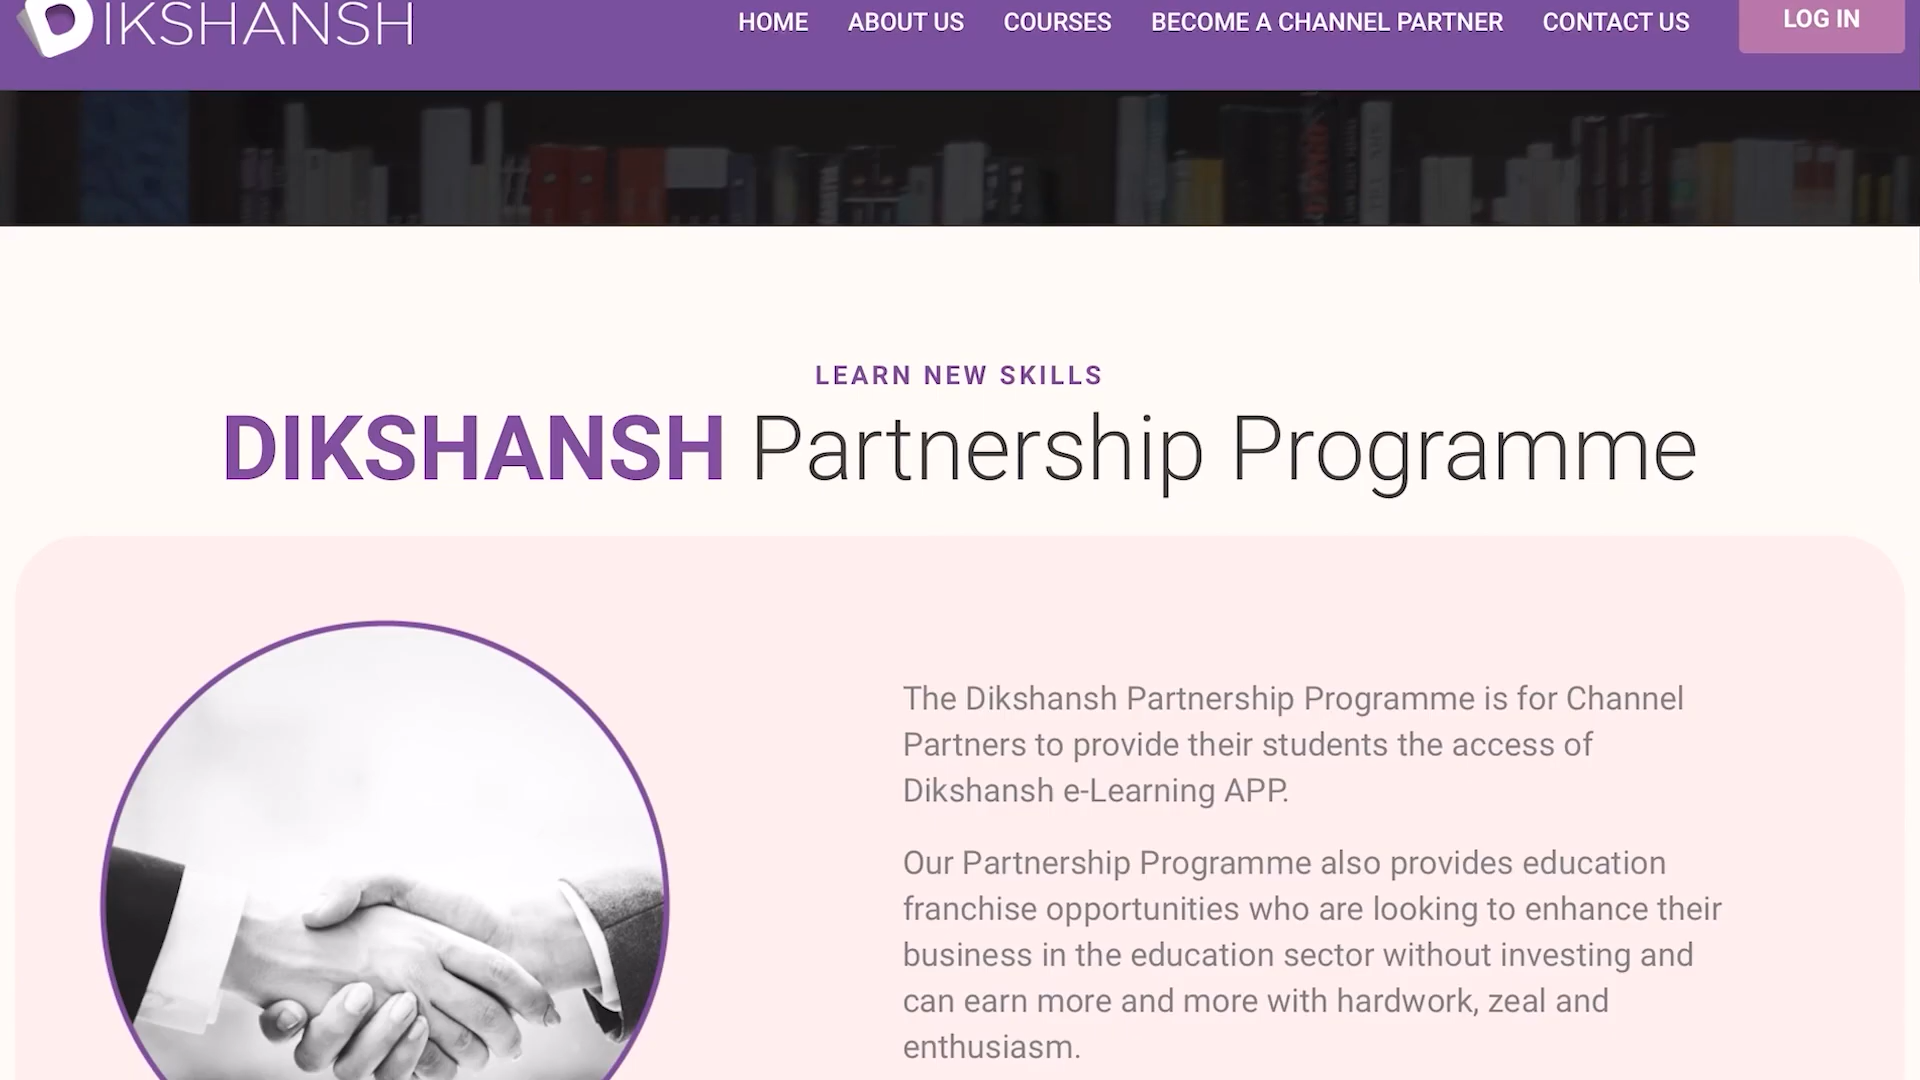 DIKSHANSH
HOME ABOUT US COURSES BECOME A CHANNEL PARTNER CONTACT US LOG IN
LEARN NEW SKILLS
DIKSHANSH Partnership Programme
The Dikshansh Partnership Programme is for Channel
Partners to provide their students the access of
Dikshansh e-Learning APP.
Our Partnership Programme also provides education
franchise opportunities who are looking to enhance their
business in the education sector without investing and
can earn more and more with hardwork, zeal and
enthusiasm.